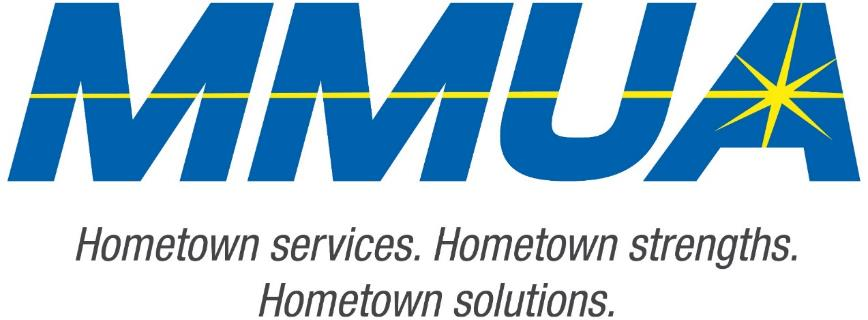 MMUA
Hometown services. Hometown strengths.
Hometown solutions.